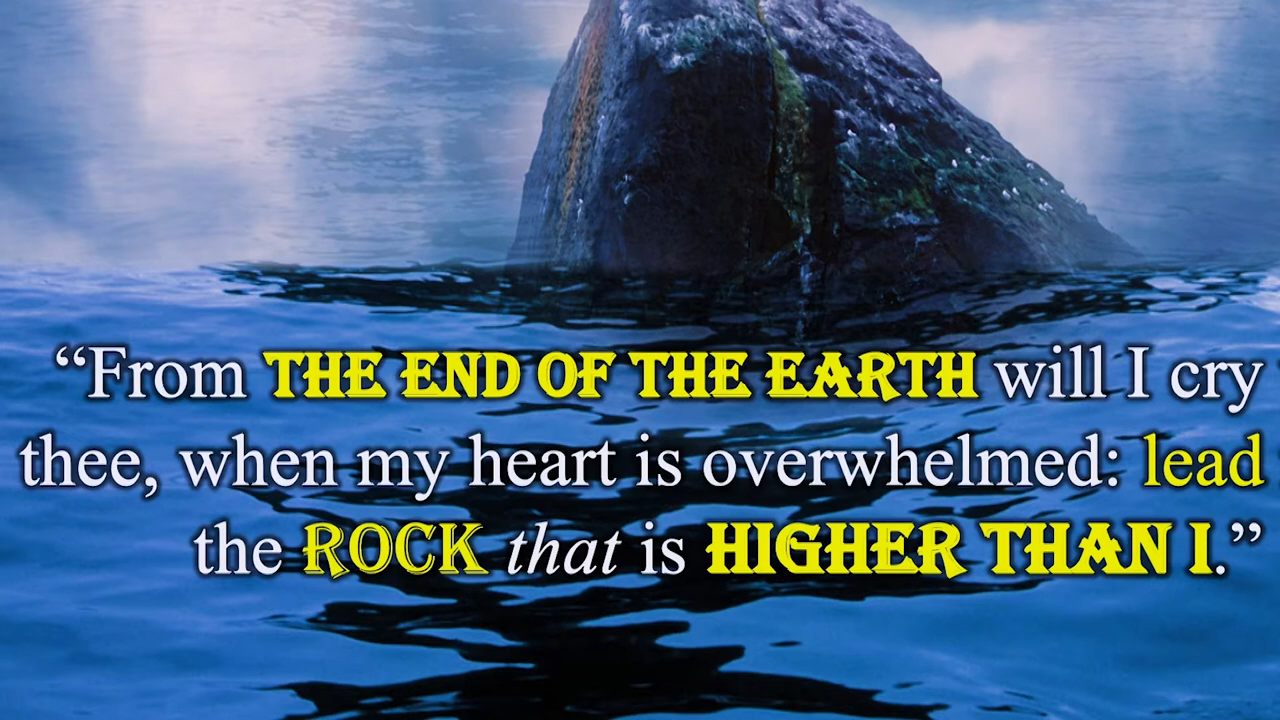 “From THE END OF THE EARTH will I cry
thee, when my heart is overwhelmed: lead
the ROCK that is HIGHER THAN I.”